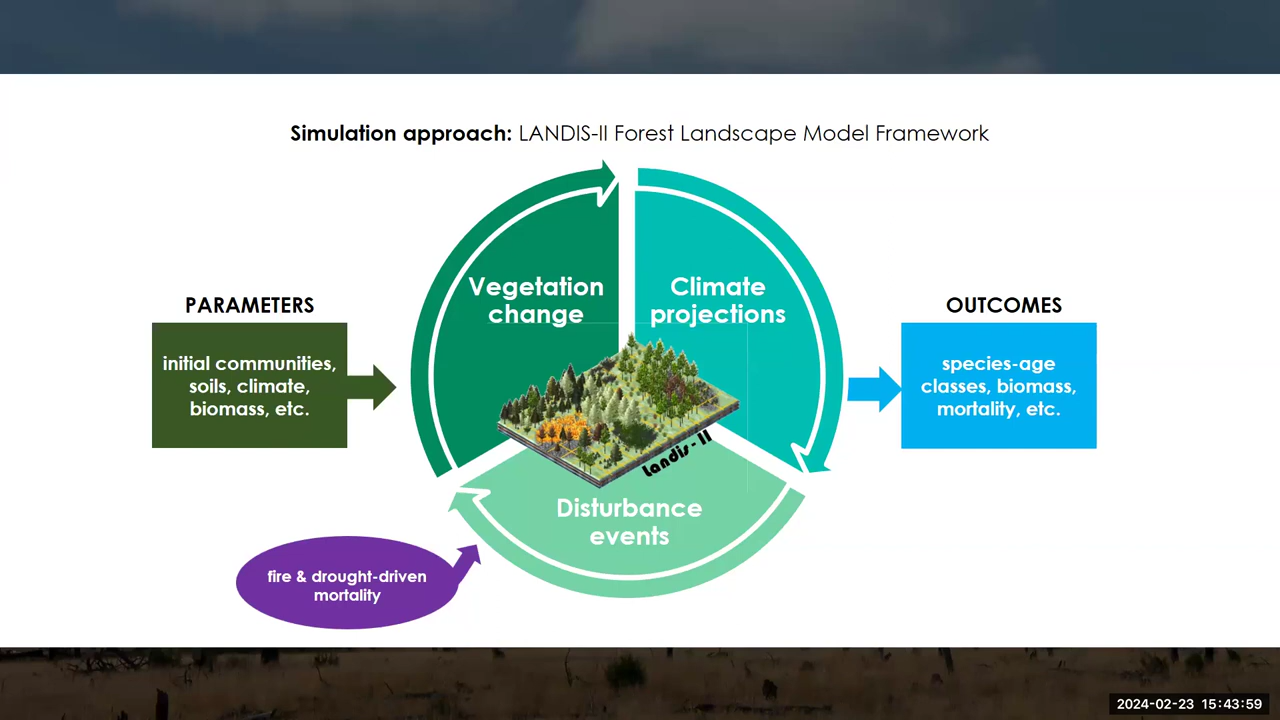 Simulation approach: LANDIS-II Forest Landscape Model Framework
Vegetation
change
Climate
projections
PARAMETERS
initial communities,
soils, climate,
biomass, etc.
OUTCOMES
species-age
classes, biomass,
mortality, etc.
Landis-II
Disturbance
events
fire & drought-driven
mortality
2024-02-23 15:43:59